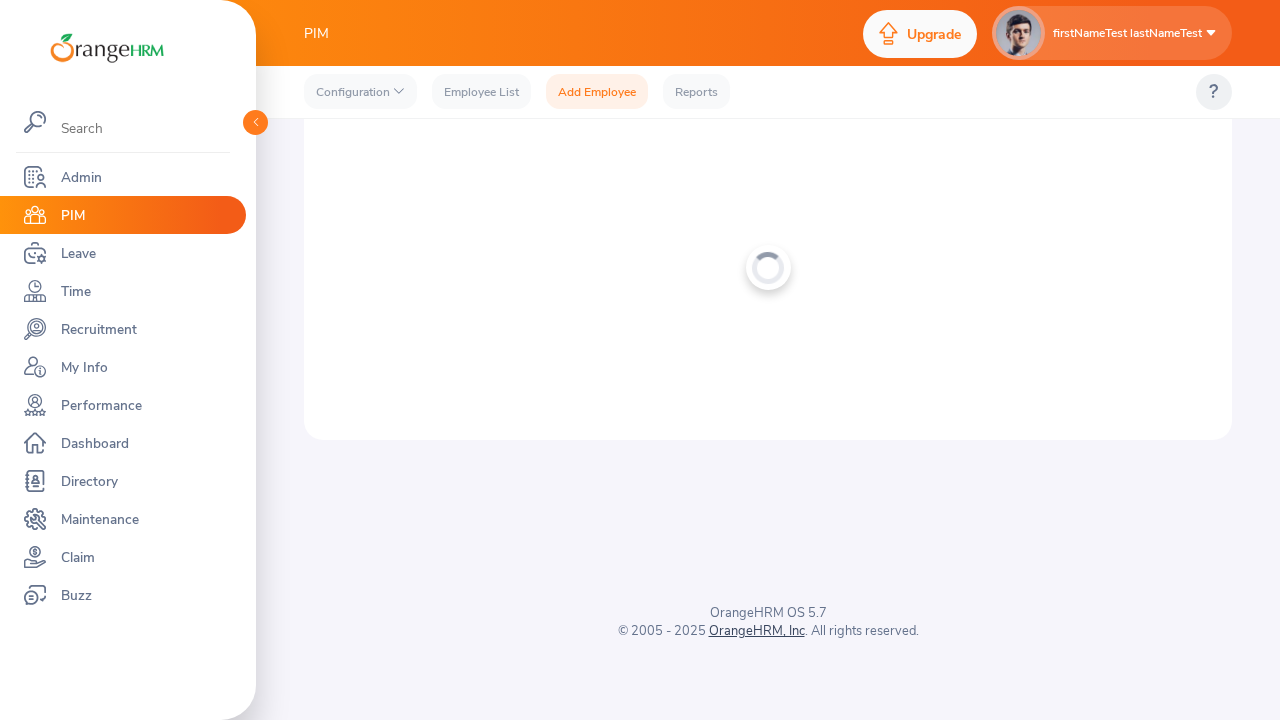 OrangeHRM
PIM
Upgrade
firstNameTest lastNameTest
Configuration
Employee List
Add Employee
Reports
?
Search
Admin
PIM
Leave
Time
Recruitment
My Info
Performance
Dashboard
Directory
Maintenance
Claim
Buzz
OrangeHRM OS 5.7
© 2005 - 2025 OrangeHRM, Inc. All rights reserved.